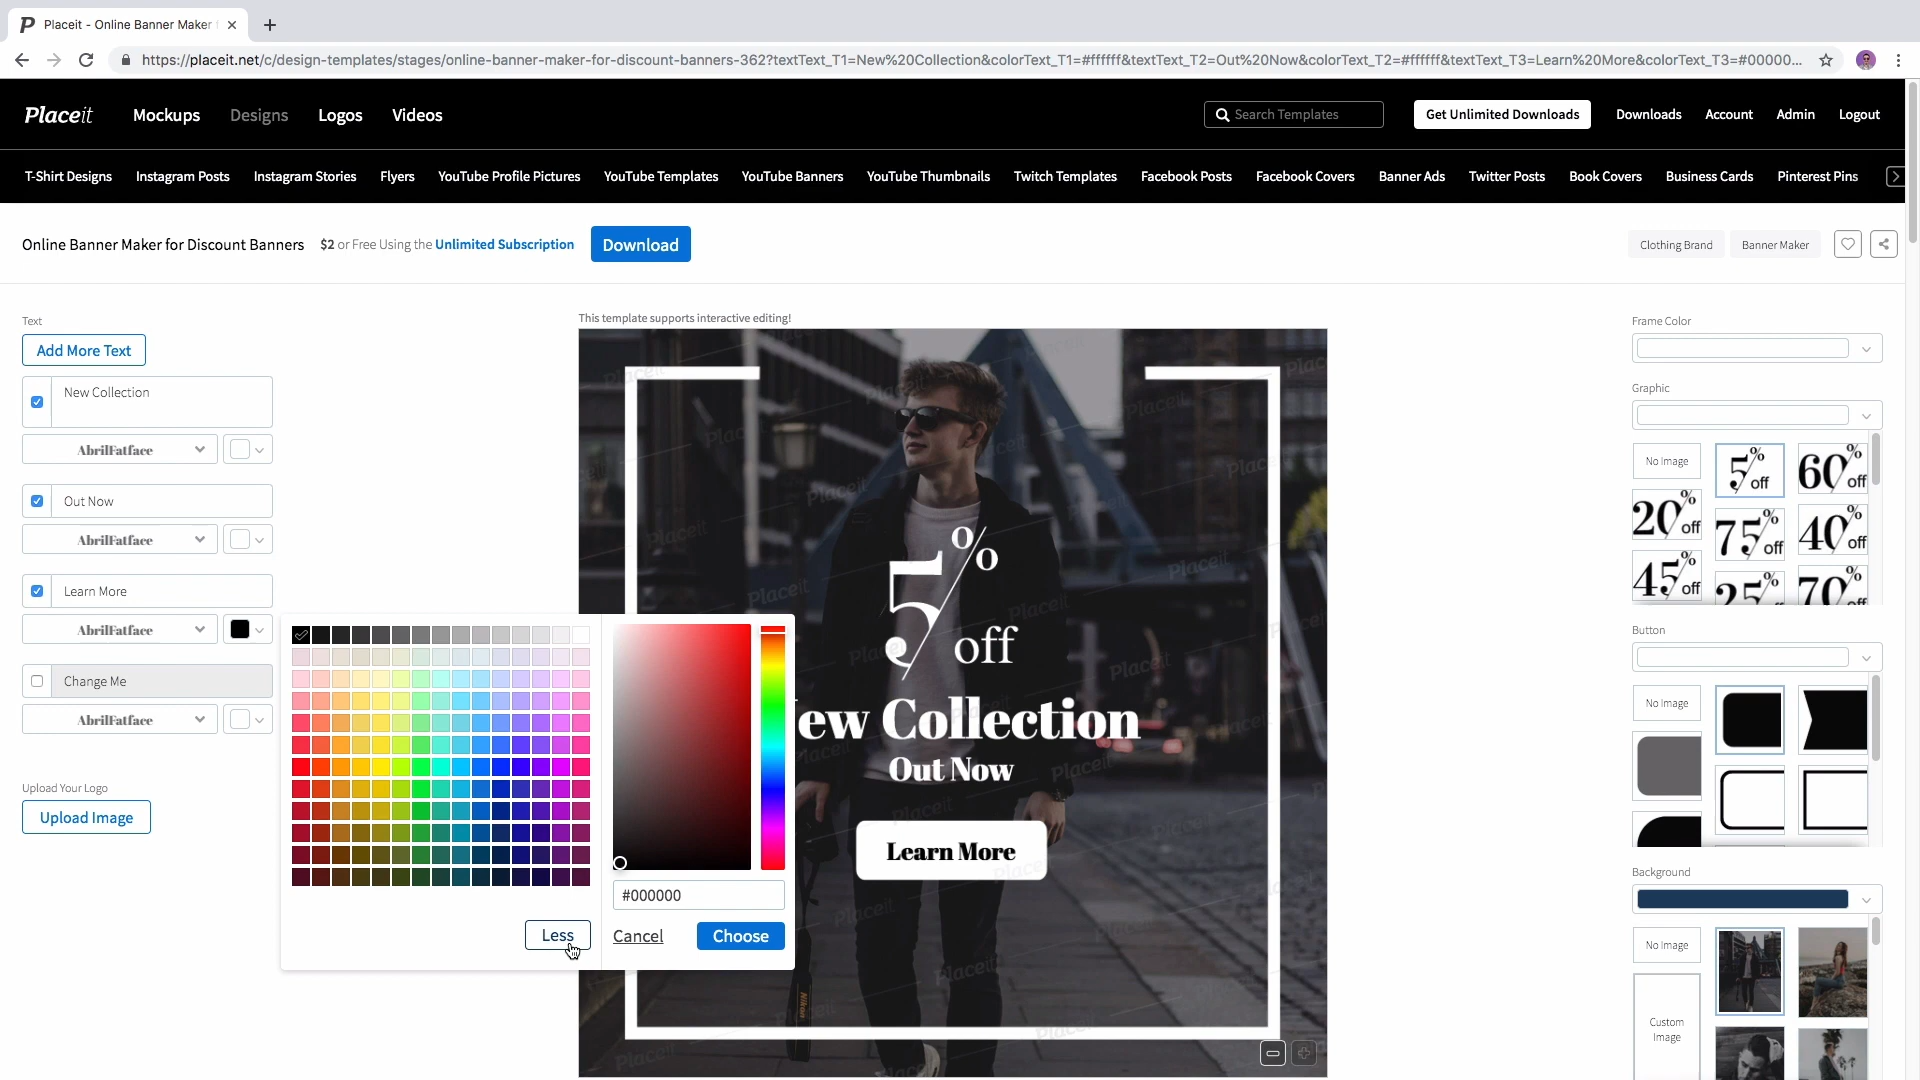 Placeit - Online Banner Maker
https://placeit.net/c/design-templates/stages/online-banner-maker-for-discount-banners-362?textText_T1=New%20Collection&colorText_T1=#ffffff&textText_T2=Out%20Now&colorText_T2=#ffffff&textText_T3=Learn%20More&colorText_T3=#00000...
Placeit
Mockups
Designs
Logos
Videos
Search Templates
Get Unlimited Downloads
Downloads
Account
Admin
Logout
T-Shirt Designs
Instagram Posts
Instagram Stories
Flyers
YouTube Profile Pictures
YouTube Templates
YouTube Banners
YouTube Thumbnails
Twitch Templates
Facebook Posts
Facebook Covers
Banner Ads
Twitter Posts
Book Covers
Business Cards
Pinterest Pins
Online Banner Maker for Discount Banners
$2 or Free Using the Unlimited Subscription
Download
Clothing Brand
Banner Maker
Text
Add More Text
New Collection
AbrilFatface
Out Now
AbrilFatface
Learn More
AbrilFatface
Change Me
AbrilFatface
Upload Your Logo
Upload Image
#000000
Less
Cancel
Choose
This template supports interactive editing!
5%
off
ew Collection
Out Now
Learn More
Nikon
Frame Color
Graphic
No Image
5% off
60% off
20% off
75% off
40% off
45% off
25%
70%
off
Button
No Image
Background
No Image
Custom
Image